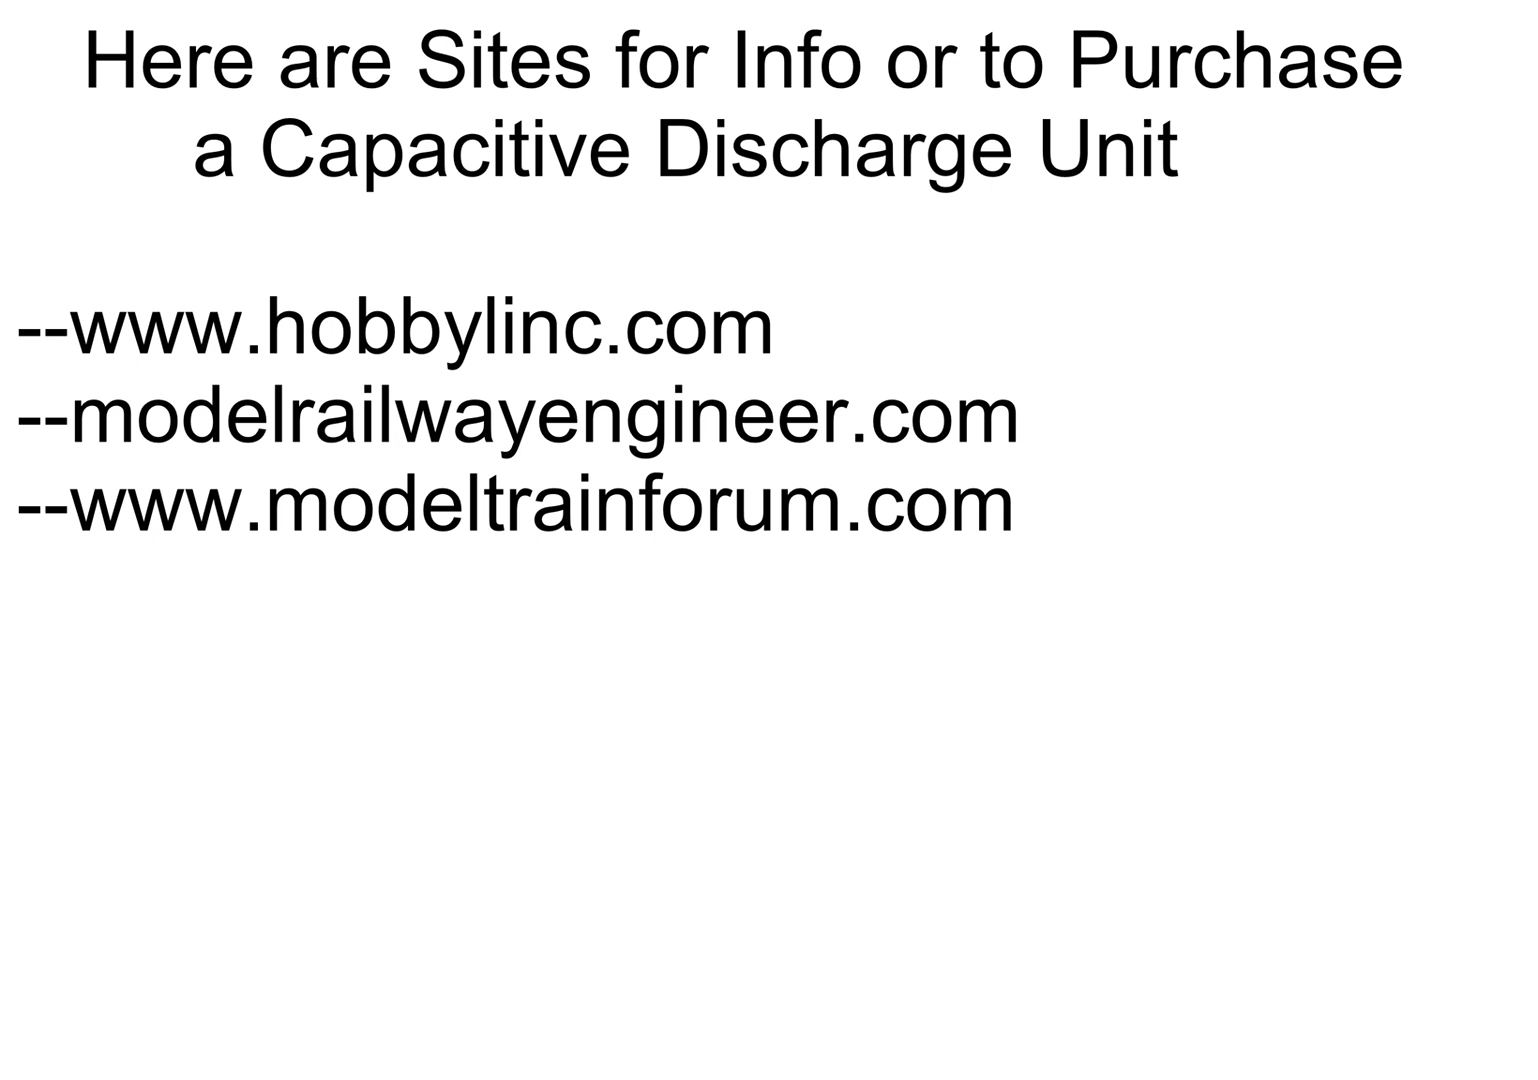 Here are Sites for Info or to Purchase
a Capacitive Discharge Unit
--www.hobbylinc.com
--modelrailwayengineer.com
--www.modeltrainforum.com